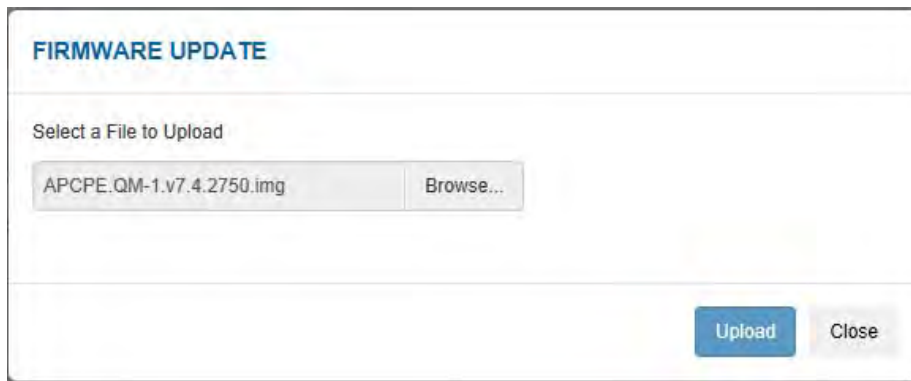 FIRMWARE UPDATE
Select a File to Upload
APCPE.QM-1.v7.4.2750.img Browse...
Upload Close